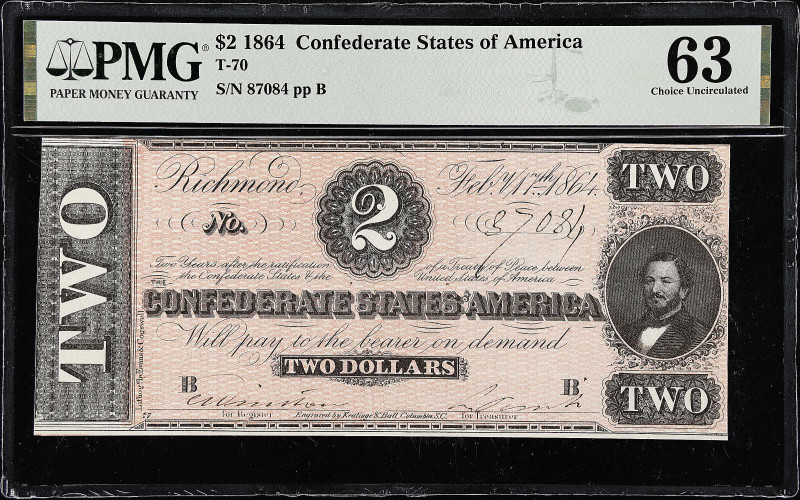 PMG®
PAPER MONEY GUARANTY
$2 1864 Confederate States of America
T-70
S/N 87084 pp B
63
Choice Uncirculated
TWO
Richmond, Feby. 17th 1864.
2
TWO
No. 87084
Two Years after the ratification of a Treaty of Peace between
the Confederate States & the United States of America
THE
CONFEDERATE STATES OF AMERICA
Will pay to the bearer on demand
TWO DOLLARS
B B
for Register Engraved by Keatinge & Ball, Columbia, S.C. for Treasurer
TWO